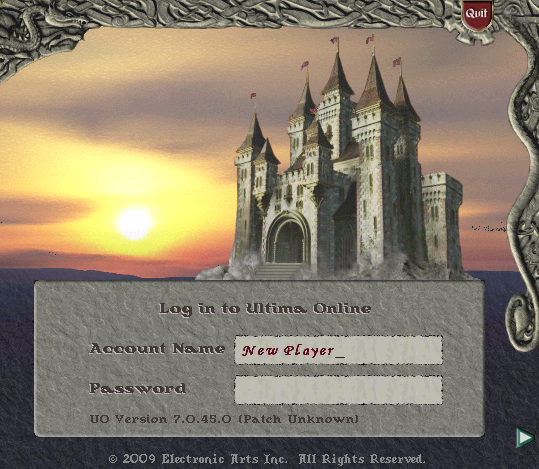 Quit
Log in to Ultima Online
Account Name New Player_
Password
UO Version 7.0.45.0 (Patch Unknown)
© 2009 Electronic Arts Inc. All Rights Reserved.